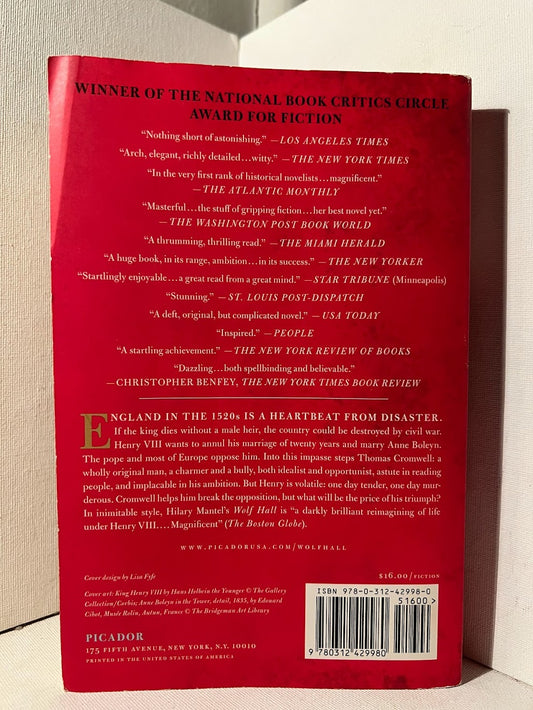 WINNER OF THE NATIONAL BOOK CRITICS CIRCLE
AWARD FOR FICTION
“Nothing short of astonishing.” —LOS ANGELES TIMES
“Arch, elegant, richly detailed...witty.” —THE NEW YORK TIMES
“In the very first rank of historical novelists...magnificent.”
—THE ATLANTIC MONTHLY
“Masterful...the stuff of gripping fiction...her best novel yet.”
—THE WASHINGTON POST BOOK WORLD
“A thrumming, thrilling read.” —THE MIAMI HERALD
“A huge book, in its range, ambition...in its success.” —THE NEW YORKER
“Startlingly enjoyable...a great read from a great mind.” —STAR TRIBUNE (Minneapolis)
“Stunning.” —ST. LOUIS POST-DISPATCH
“A deft, original, but complicated novel.” —USA TODAY
“Inspired.” —PEOPLE
“A startling achievement.” —THE NEW YORK REVIEW OF BOOKS
“Dazzling...both spellbinding and believable.”
—CHRISTOPHER BENFEY, THE NEW YORK TIMES BOOK REVIEW
ENGLAND IN THE 1520s IS A HEARTBEAT FROM DISASTER.
If the king dies without a male heir, the country could be destroyed by civil war.
Henry VIII wants to annul his marriage of twenty years and marry Anne Boleyn.
The pope and most of Europe oppose him. Into this impasse steps Thomas Cromwell: a
wholly original man, a charmer and a bully, both idealist and opportunist, astute in reading
people, and implacable in his ambition. But Henry is volatile: one day tender, one day mur-
derous. Cromwell helps him break the opposition, but what will be the price of his triumph?
In inimitable style, Hilary Mantel’s Wolf Hall is “a darkly brilliant reimagining of life
under Henry VIII....Magnificent” (The Boston Globe).
WWW.PICADORUSA.COM/WOLFHALL
Cover design by Lisa Fyfe
Cover art: King Henry VIII by Hans Holbein the Younger © The Gallery
Collection/Corbis; Anne Boleyn in the Tower, detail, 1835, by Edouard
Cibot, Musée Rolin, Autun, France © The Bridgeman Art Library
PICADOR
175 FIFTH AVENUE, NEW YORK, N.Y. 10010
PRINTED IN THE UNITED STATES OF AMERICA
$16.00/FICTION
ISBN 978-0-312-42998-0
51600>
9 780312 429980